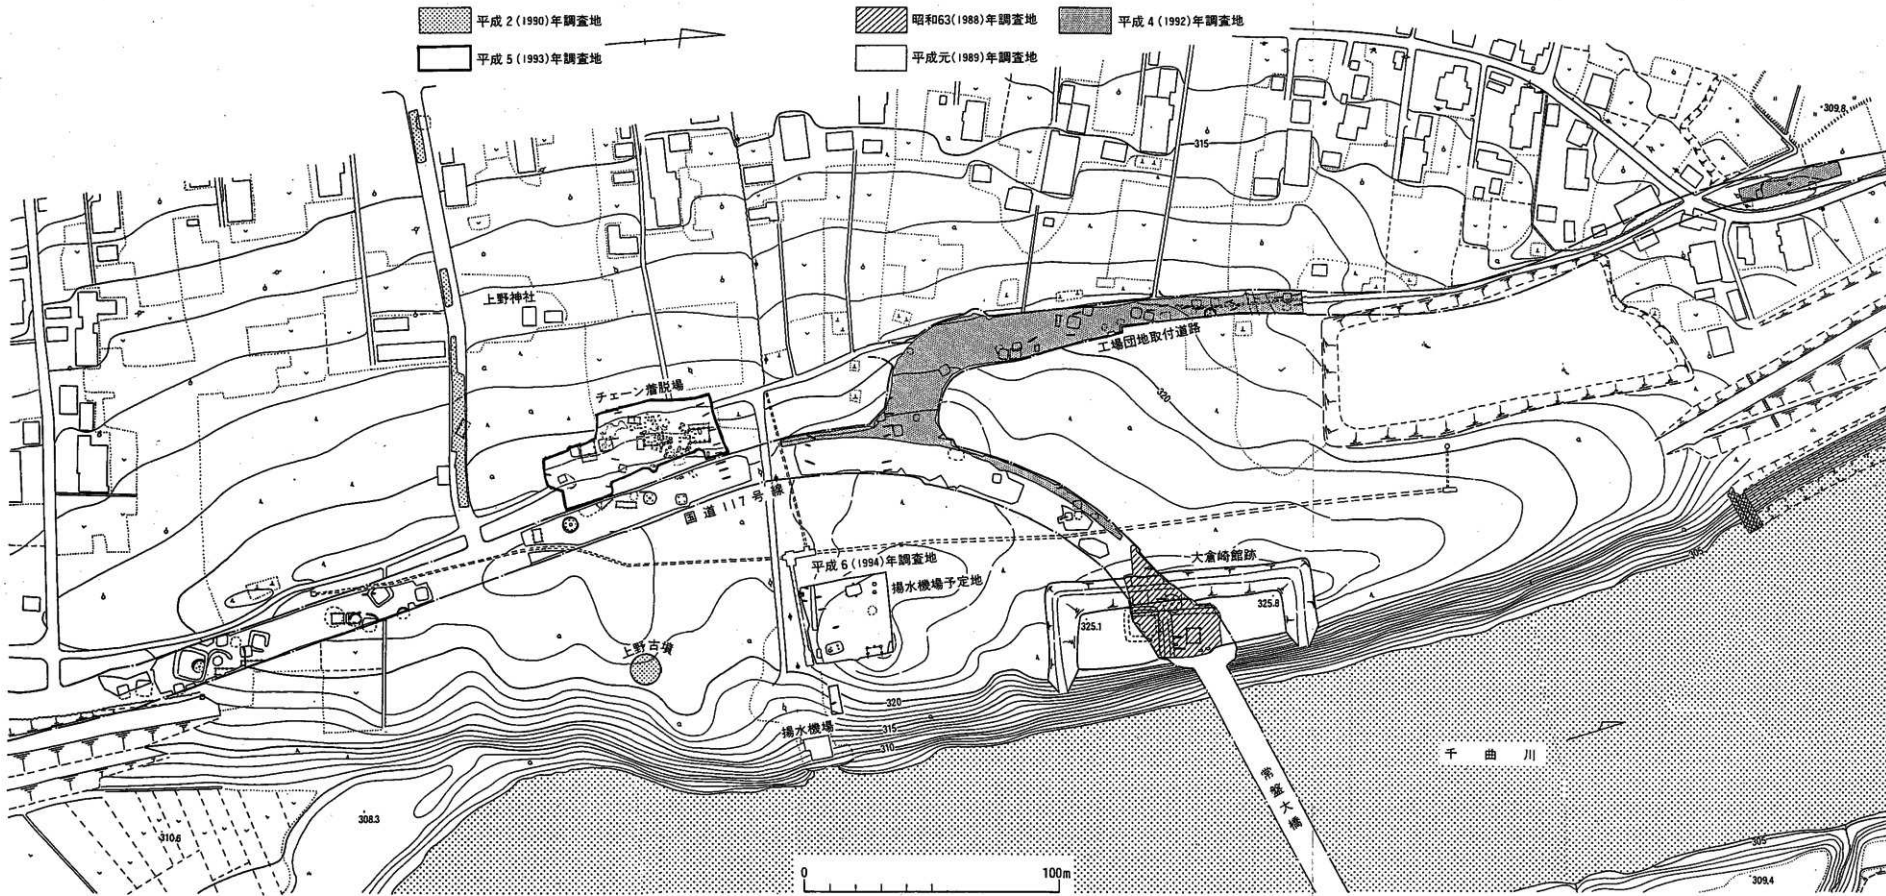 平成2(1990)年調査地
昭和63(1988)年調査地
平成4(1992)年調査地
平成5(1993)年調査地
平成元(1989)年調査地
309.8
315
上野神社
工場団地取付道路
チェーン着脱場
320
国道117号線
平成6(1994)年調査地
揚水機場予定地
大倉崎館跡
305
325.8
325.1
上野古墳
320
揚水機場
315
310
千曲川
常盤大橋
308.3
310.6
305
309.4
0
100m